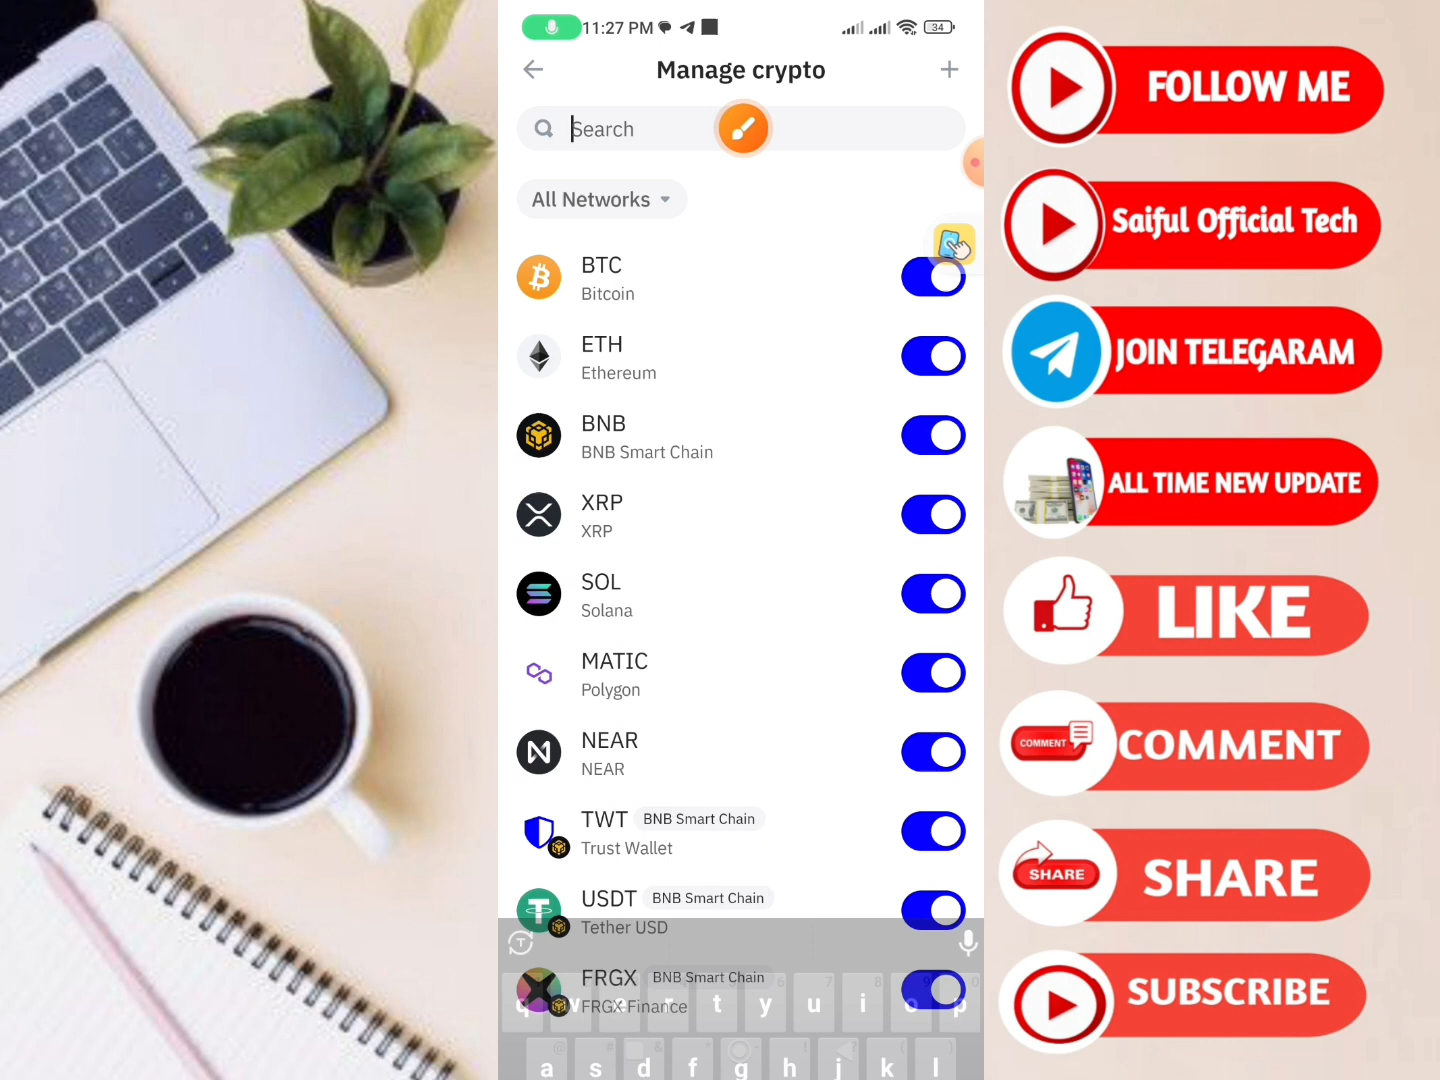 11:27 PM
34
Manage crypto
Search
All Networks
BTC
Bitcoin
ETH
Ethereum
BNB
BNB Smart Chain
XRP
XRP
SOL
Solana
MATIC
Polygon
NEAR
NEAR
TWT BNB Smart Chain
Trust Wallet
USDT BNB Smart Chain
Tether USD
FRGX BNB Smart Chain
FRGX Finance
q w e r t y u i o p
a s d f g h j k l
FOLLOW ME
Saiful Official Tech
JOIN TELEGARAM
ALL TIME NEW UPDATE
LIKE
COMMENT COMMENT
SHARE SHARE
SUBSCRIBE